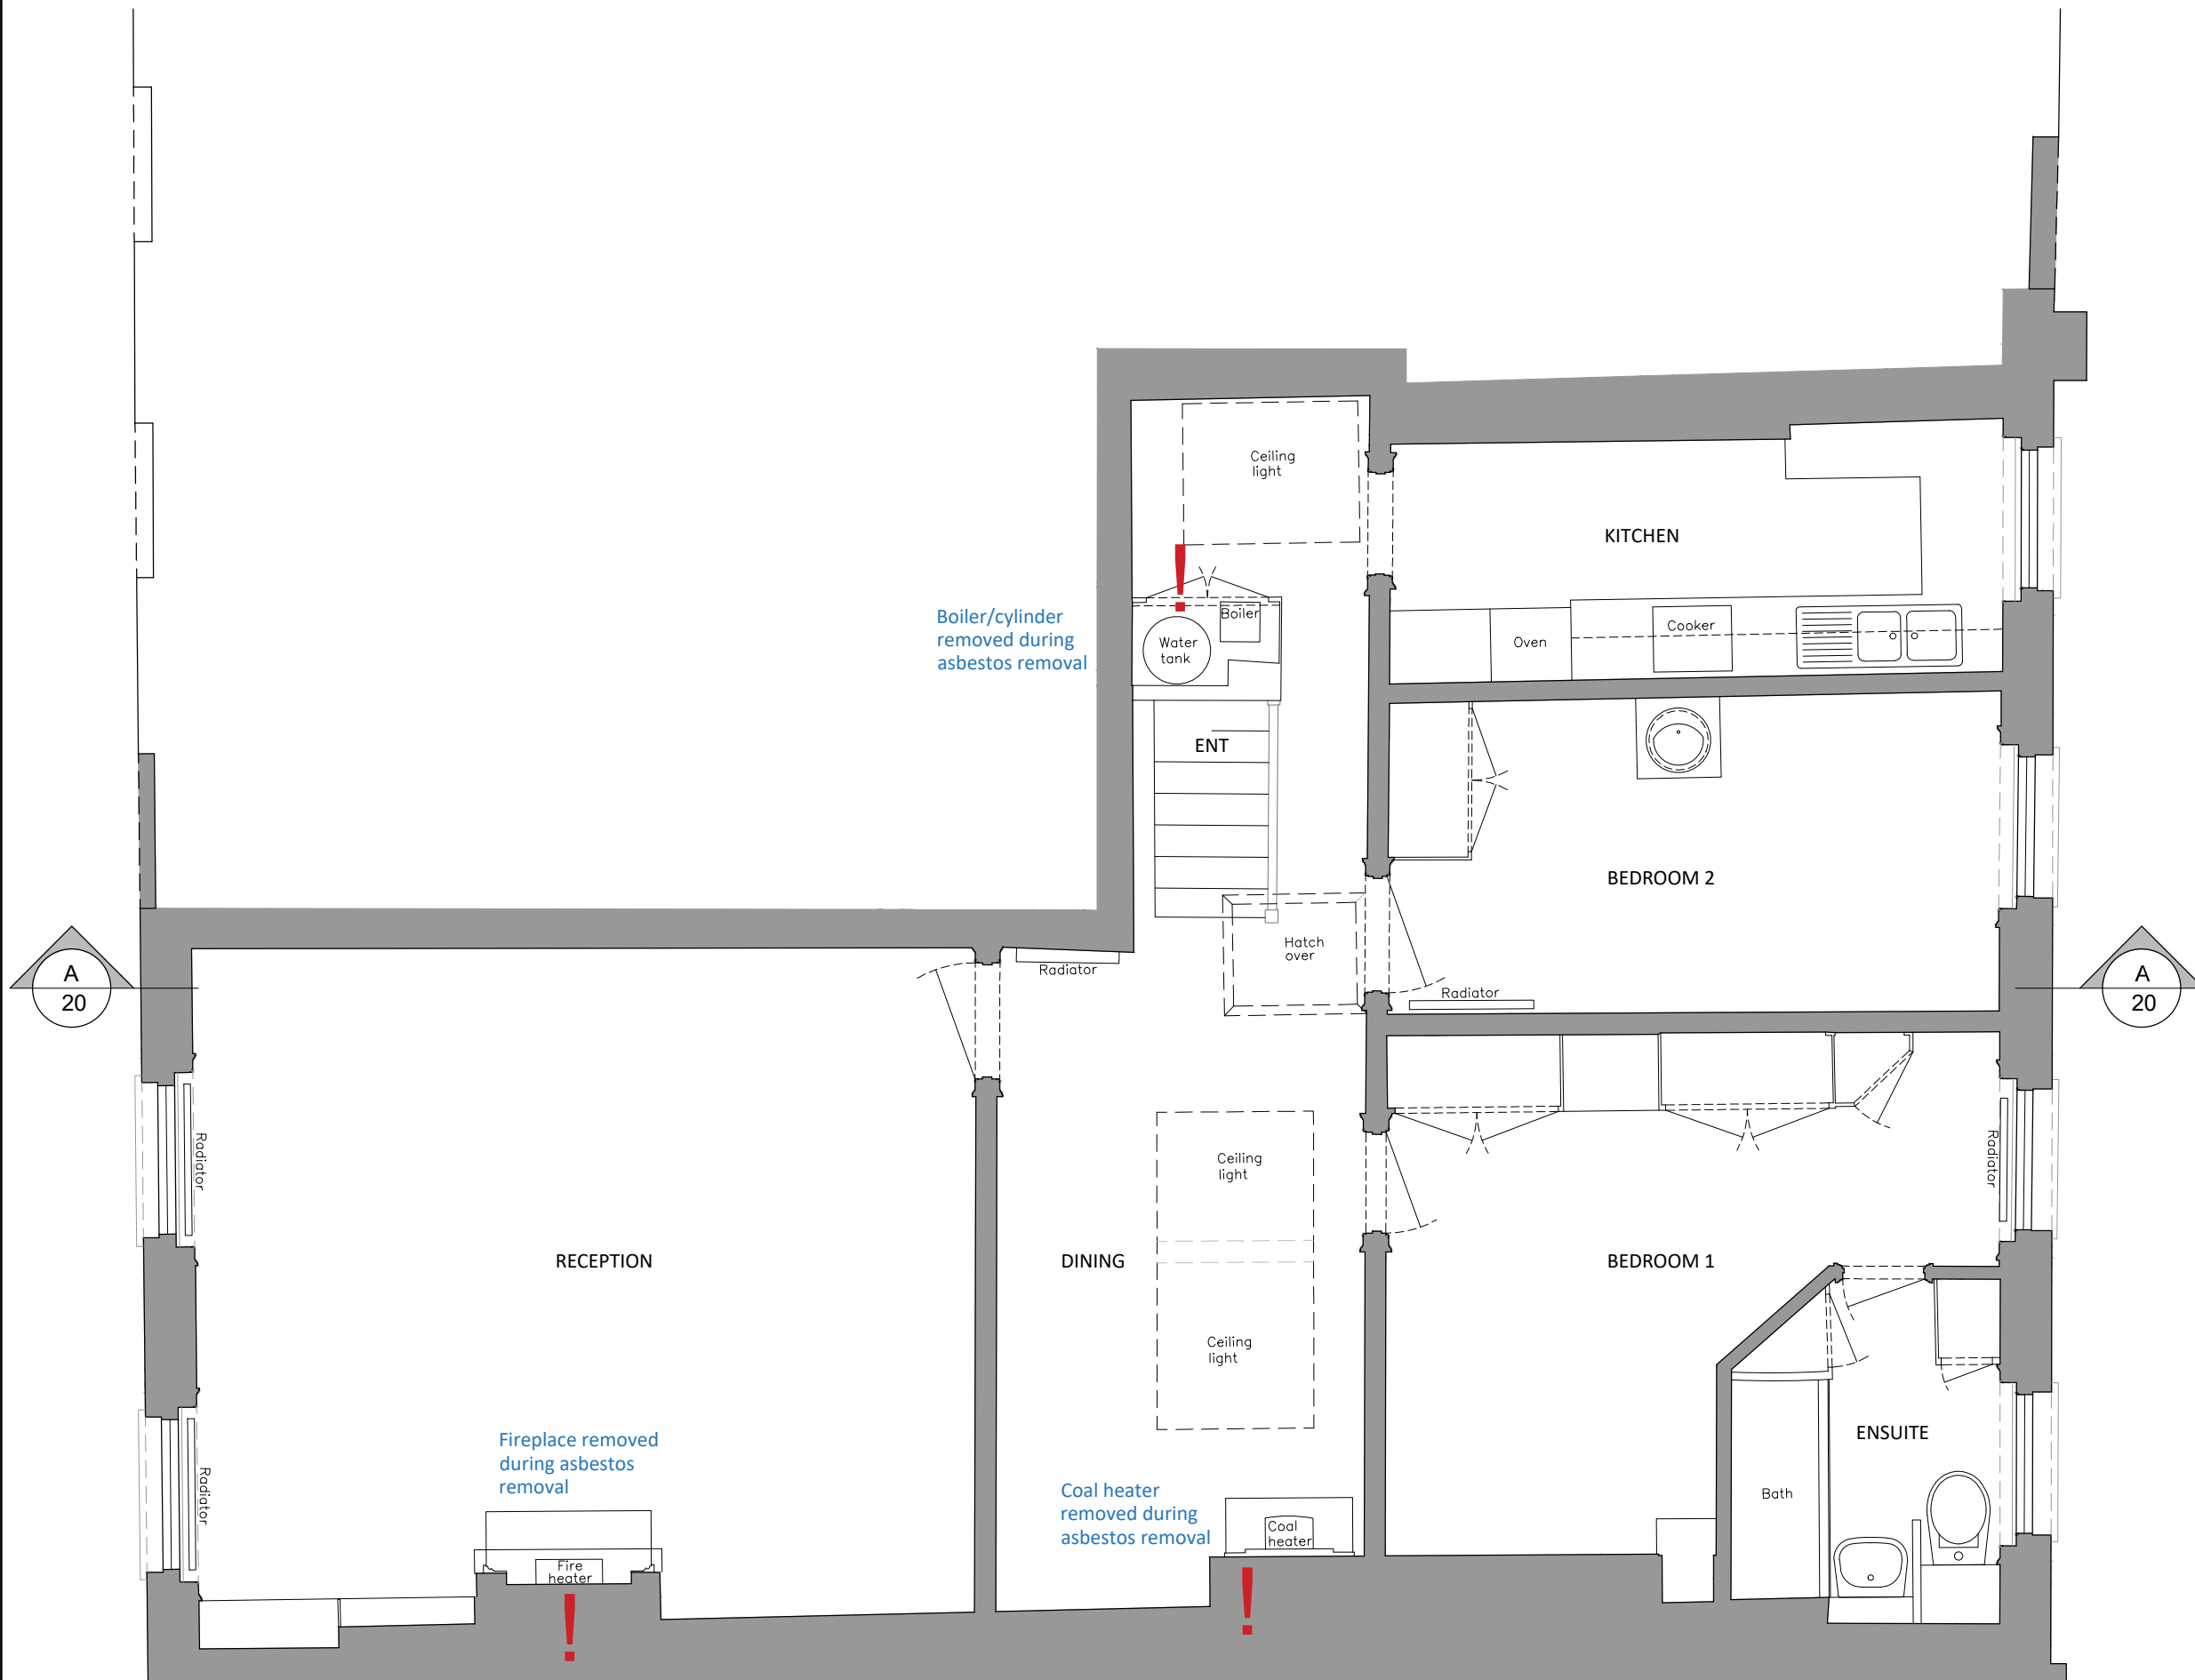 Ceiling
light
KITCHEN
Boiler/cylinder
removed during
asbestos removal
!
Boiler
Water
tank
Oven
Cooker
ENT
BEDROOM 2
Hatch
over
Radiator
Radiator
A
20
A
20
Radiator
Ceiling
light
Radiator
RECEPTION
DINING
BEDROOM 1
Ceiling
light
Radiator
Fireplace removed
during asbestos
removal
Coal heater
removed during
asbestos removal
ENSUITE
Bath
Coal
heater
Fire
heater
!
!